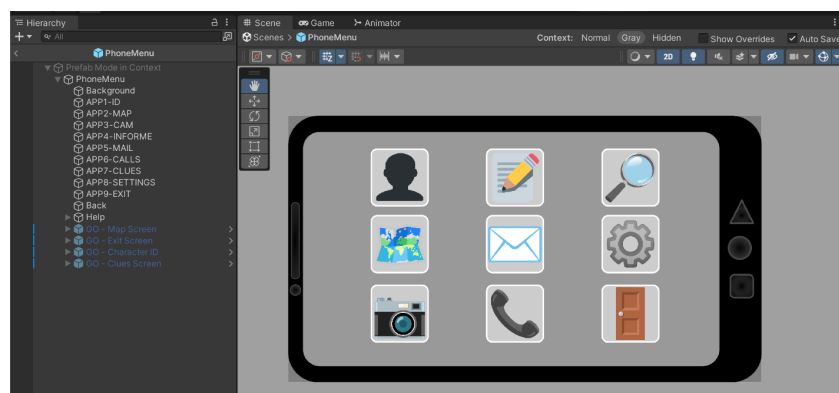 Hierarchy
All
PhoneMenu
Prefab Mode in Context
PhoneMenu
Background
APP1-ID
APP2-MAP
APP3-CAM
APP4-INFORME
APP5-MAIL
APP6-CALLS
APP7-CLUES
APP8-SETTINGS
APP9-EXIT
Back
Help
GO - Map Screen
GO - Exit Screen
GO - Character ID
GO - Clues Screen
Scene Game Animator
Scenes > PhoneMenu Context: Normal Gray Hidden Show Overrides Auto Save
2D